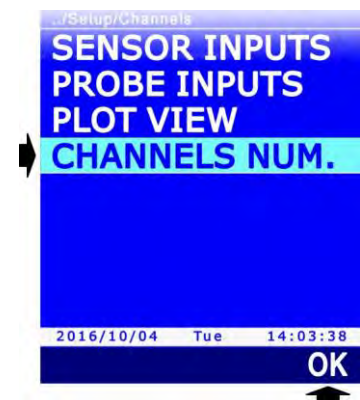 ../Setup/Channels
SENSOR INPUTS
PROBE INPUTS
PLOT VIEW
CHANNELS NUM.
2016/10/04 Tue 14:03:38
OK